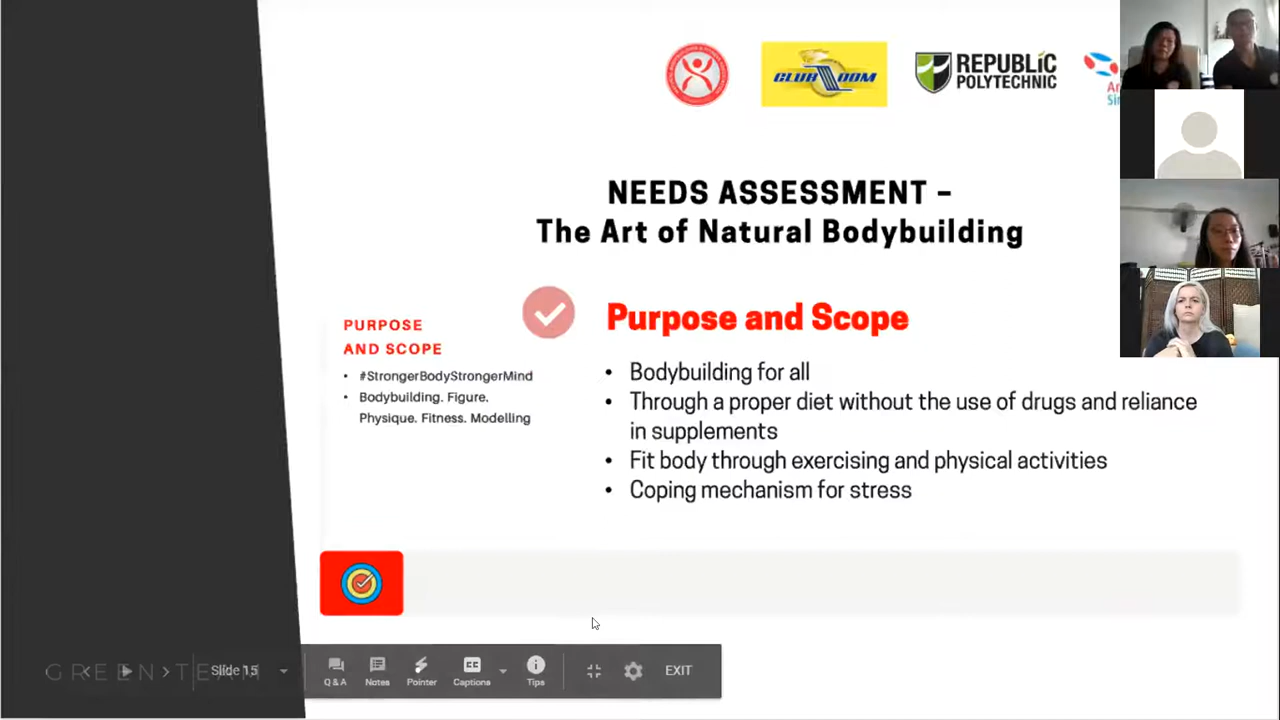 CLUB DOM
REPUBLIC
POLYTECHNIC
NEEDS ASSESSMENT –
The Art of Natural Bodybuilding
PURPOSE
AND SCOPE
• #StrongerBodyStrongerMind
• Bodybuilding. Figure.
Physique. Fitness. Modelling
Purpose and Scope
• Bodybuilding for all
• Through a proper diet without the use of drugs and reliance
in supplements
• Fit body through exercising and physical activities
• Coping mechanism for stress
GREEN TEAM
Slide 15
Q & A
Notes
Pointer
Captions
Tips
EXIT